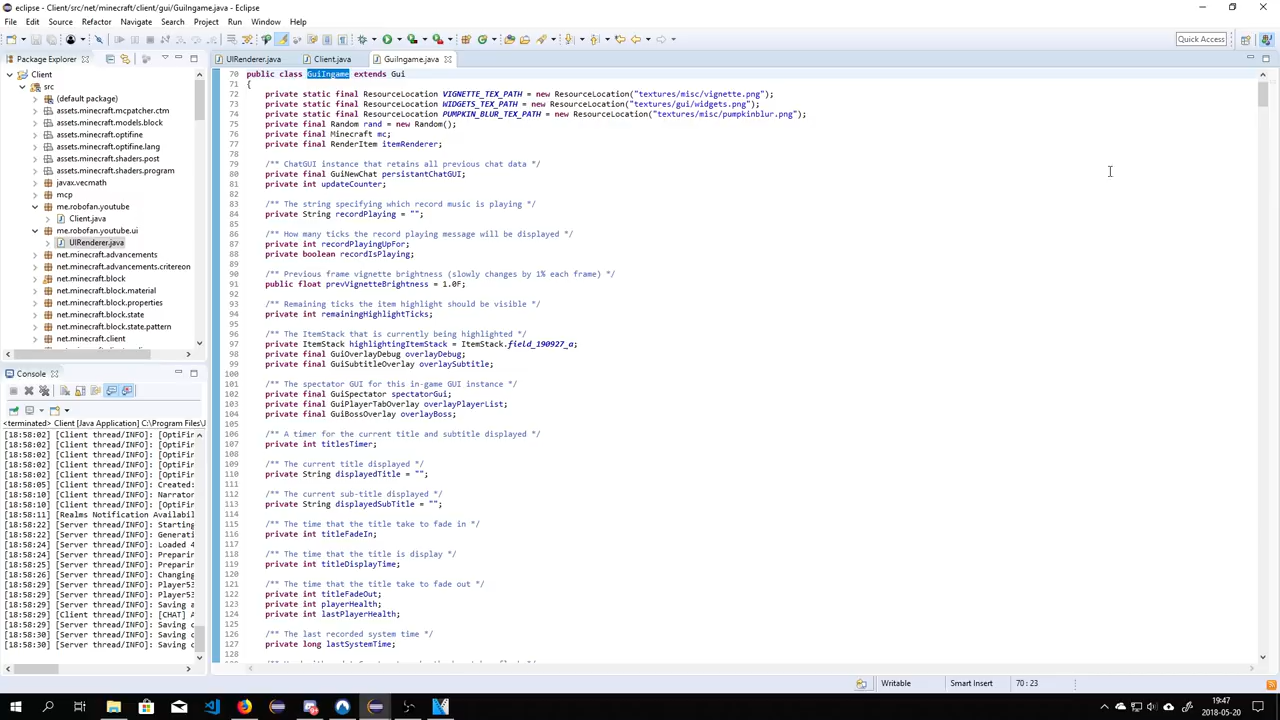 eclipse - Client/src/net/minecraft/client/gui/GuiIngame.java - Eclipse
File Edit Source Refactor Navigate Search Project Run Window Help
Quick Access
Package Explorer
UIRenderer.java Client.java GuiIngame.java
Client
src
(default package)
assets.minecraft.mcpatcher.ctm
assets.minecraft.models.block
assets.minecraft.optifine
assets.minecraft.optifine.lang
assets.minecraft.shaders.post
assets.minecraft.shaders.program
javax.vecmath
mcp
me.robofan.youtube
Client.java
me.robofan.youtube.ui
UIRenderer.java
net.minecraft.advancements
net.minecraft.advancements.critereon
net.minecraft.block
net.minecraft.block.material
net.minecraft.block.properties
net.minecraft.block.state
net.minecraft.block.state.pattern
net.minecraft.client
Console
<terminated> Client [Java Application] C:\Program Files\J
[18:58:02] [Client thread/INFO]: [OptiFin
[18:58:02] [Client thread/INFO]: [OptiFin
[18:58:02] [Client thread/INFO]: [OptiFin
[18:58:02] [Client thread/INFO]: [OptiFin
[18:58:02] [Client thread/INFO]: [OptiFin
[18:58:05] [Client thread/INFO]: Created:
[18:58:10] [Client thread/INFO]: Narrator
[18:58:10] [Client thread/INFO]: [OptiFin
[18:58:11] [Realms Notification Availabil
[18:58:22] [Server thread/INFO]: Starting
[18:58:22] [Server thread/INFO]: Generati
[18:58:24] [Server thread/INFO]: Loaded 4
[18:58:24] [Server thread/INFO]: Preparin
[18:58:25] [Server thread/INFO]: Preparin
[18:58:26] [Server thread/INFO]: Changing
[18:58:29] [Server thread/INFO]: Player53
[18:58:29] [Server thread/INFO]: Player53
[18:58:29] [Server thread/INFO]: Saving a
[18:58:29] [Client thread/INFO]: [CHAT] A
[18:58:29] [Server thread/INFO]: Saving c
[18:58:30] [Server thread/INFO]: Saving c
[18:58:30] [Server thread/INFO]: Saving c
70 public class GuiIngame extends Gui
71 {
72 private static final ResourceLocation VIGNETTE_TEX_PATH = new ResourceLocation("textures/misc/vignette.png");
73 private static final ResourceLocation WIDGETS_TEX_PATH = new ResourceLocation("textures/gui/widgets.png");
74 private static final ResourceLocation PUMPKIN_BLUR_TEX_PATH = new ResourceLocation("textures/misc/pumpkinblur.png");
75 private final Random rand = new Random();
76 private final Minecraft mc;
77 private final RenderItem itemRenderer;
78
79 /** ChatGUI instance that retains all previous chat data */
80 private final GuiNewChat persistantChatGUI;
81 private int updateCounter;
82
83 /** The string specifying which record music is playing */
84 private String recordPlaying = "";
85
86 /** How many ticks the record playing message will be displayed */
87 private int recordPlayingUpFor;
88 private boolean recordIsPlaying;
89
90 /** Previous frame vignette brightness (slowly changes by 1% each frame) */
91 public float prevVignetteBrightness = 1.0F;
92
93 /** Remaining ticks the item highlight should be visible */
94 private int remainingHighlightTicks;
95
96 /** The ItemStack that is currently being highlighted */
97 private ItemStack highlightingItemStack = ItemStack.field_190927_a;
98 private final GuiOverlayDebug overlayDebug;
99 private final GuiSubtitleOverlay overlaySubtitle;
100
101 /** The spectator GUI for this in-game GUI instance */
102 private final GuiSpectator spectatorGui;
103 private final GuiPlayerTabOverlay overlayPlayerList;
104 private final GuiBossOverlay overlayBoss;
105
106 /** A timer for the current title and subtitle displayed */
107 private int titlesTimer;
108
109 /** The current title displayed */
110 private String displayedTitle = "";
111
112 /** The current sub-title displayed */
113 private String displayedSubTitle = "";
114
115 /** The time that the title take to fade in */
116 private int titleFadeIn;
117
118 /** The time that the title is display */
119 private int titleDisplayTime;
120
121 /** The time that the title take to fade out */
122 private int titleFadeOut;
123 private int playerHealth;
124 private int lastPlayerHealth;
125
126 /** The last recorded system time */
127 private long lastSystemTime;
128
Writable Smart Insert 70 : 23
19:47
2018-05-20